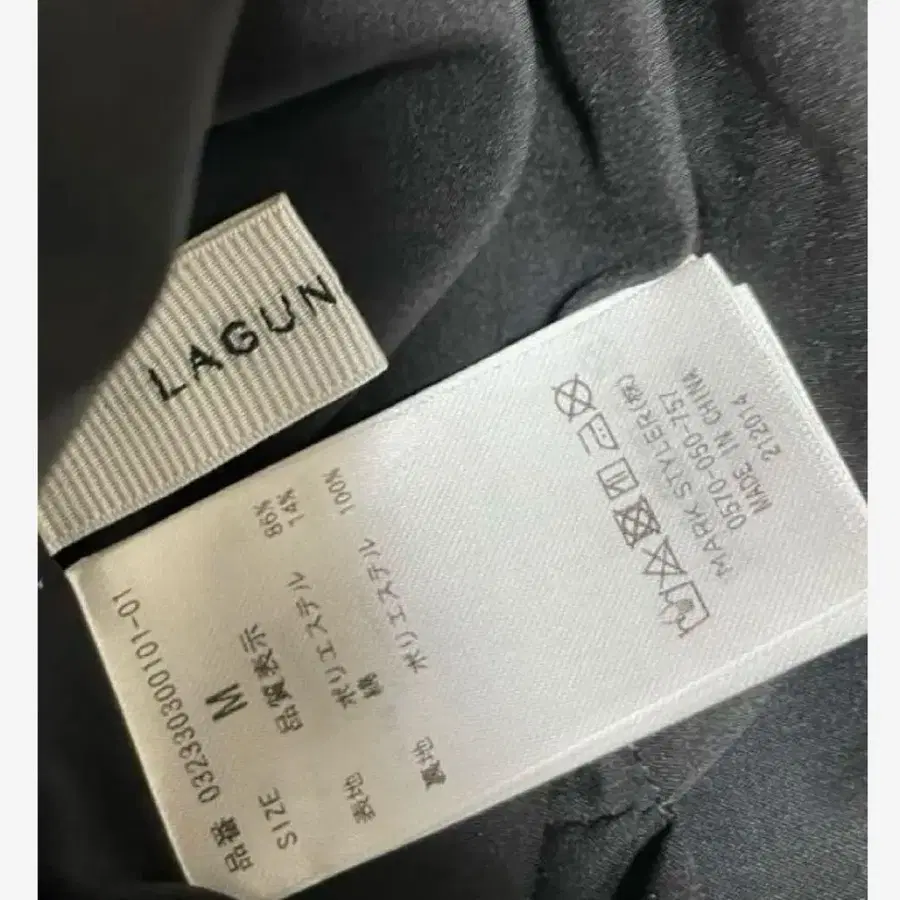 LAGUN
品番 032330300101-01
SIZE M
品質表示
表地 ポリエステル 86%
綿 14%
裏地 ポリエステル 100%
MARK STYLER(株)
0570-050-757
MADE IN CHINA
212014